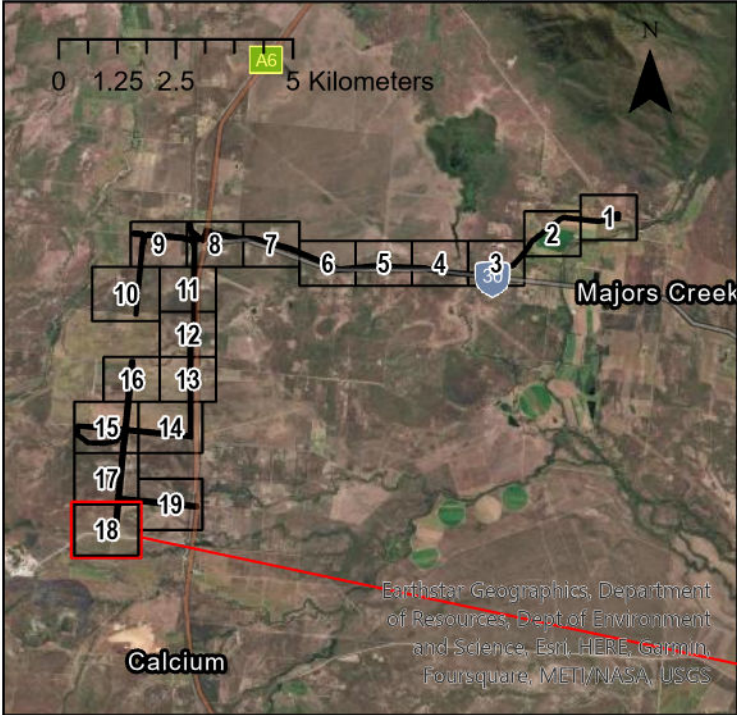 N
A6
0 1.25 2.5 5 Kilometers
1
2
9 8 7
6 5 4 3
30
10 11
Majors Creek
12
16 13
15 14
17
19
18
Earthstar Geographics, Department
of Resources, Dept of Environment
and Science, Esri, HERE, Garmin,
Foursquare, METI/NASA, USGS
Calcium